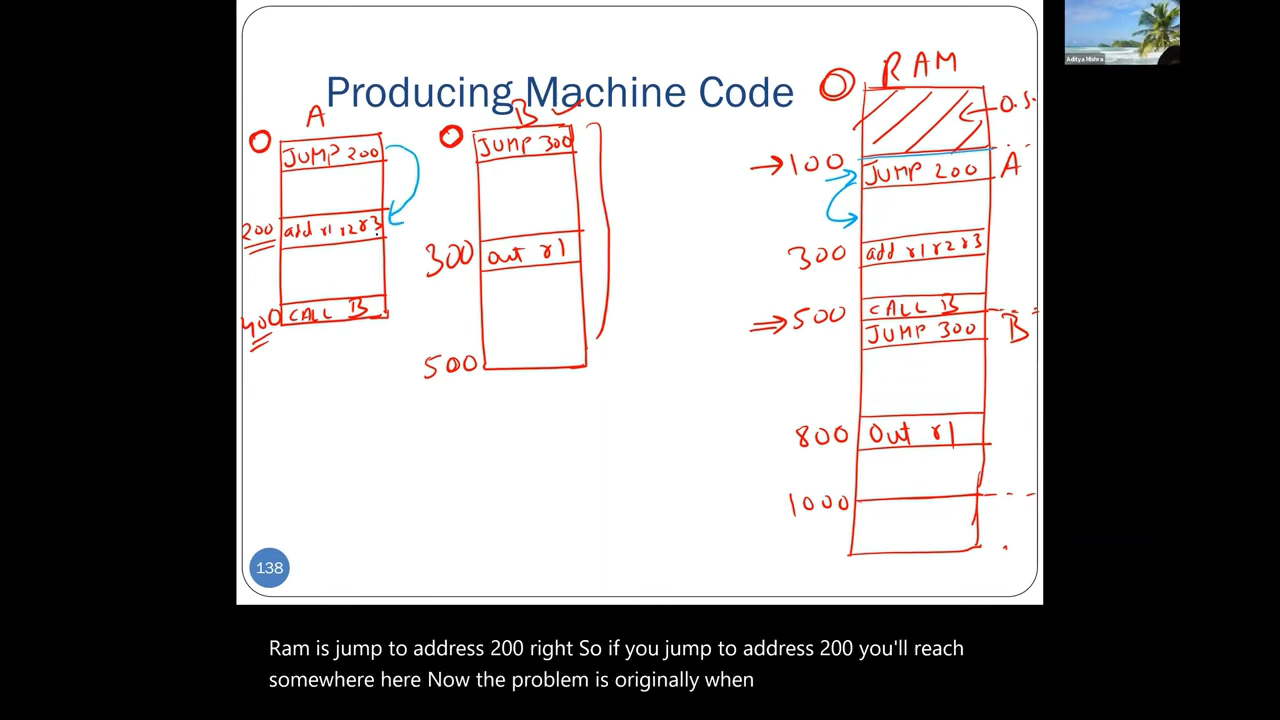 Aditya Mishra
Producing Machine Code
A
0
JUMP 200
200
add r1 r2 r3
400
CALL B
B
0
JUMP 300
300
Out r1
500
RAM
0
O.S.
100
JUMP 200
A
300
add r1 r2 r3
500
CALL B
JUMP 300
B
800
Out r1
1000
138
Ram is jump to address 200 right So if you jump to address 200 you'll reach
somewhere here Now the problem is originally when